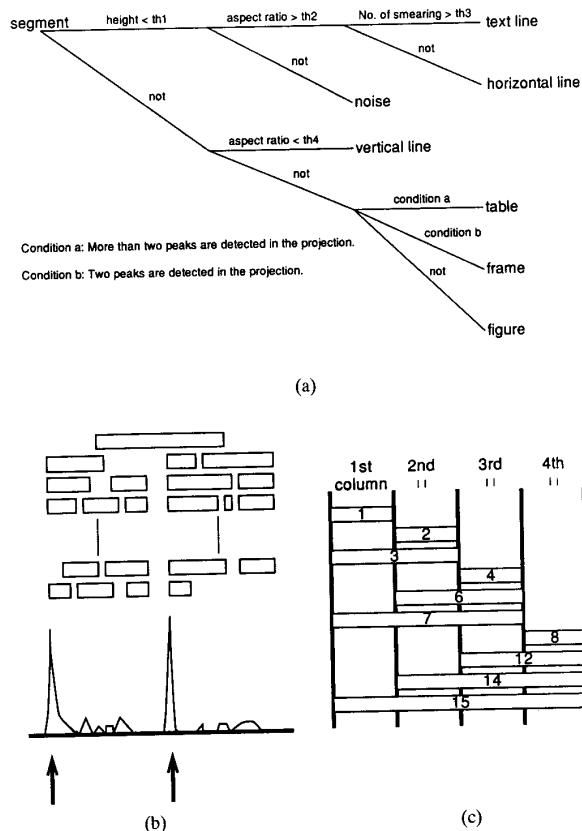 segment
height < th1
aspect ratio > th2
No. of smearing > th3
text line
not
not
not
horizontal line
noise
aspect ratio < th4
vertical line
not
condition a
table
condition b
Condition a: More than two peaks are detected in the projection.
Condition b: Two peaks are detected in the projection.
not
frame
figure
(a)
1st column
2nd
3rd
4th
1
2
3
4
6
7
8
12
14
15
(b)
(c)